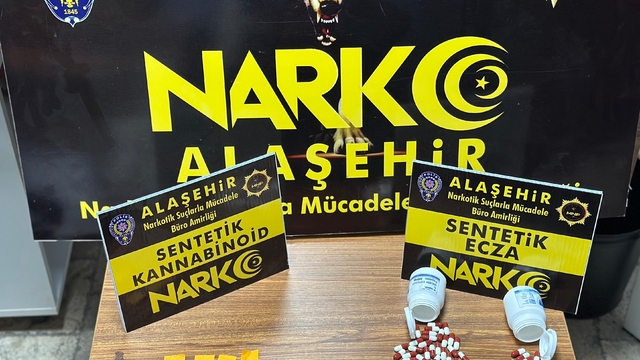 1845
NARKO
ALAŞEHİR
Mücadele
ALAŞEHİR
Narkotik Suçlarla Mücadele
Büro Amirliği
SENTETİK
KANNABİNOİD
NARKO
ALAŞEHİR
Narkotik Suçlarla Mücadele
Büro Amirliği
SENTETİK
ECZA
NARKO